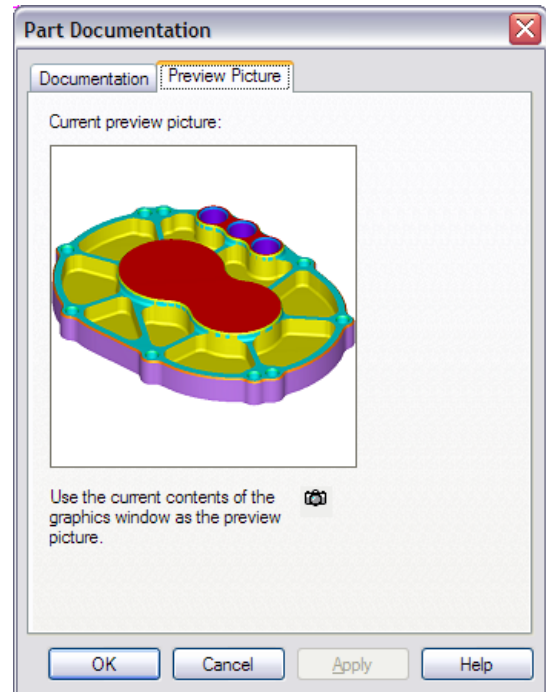 Part Documentation
Documentation
Preview Picture
Current preview picture:
Use the current contents of the
graphics window as the preview
picture.
OK
Cancel
Apply
Help